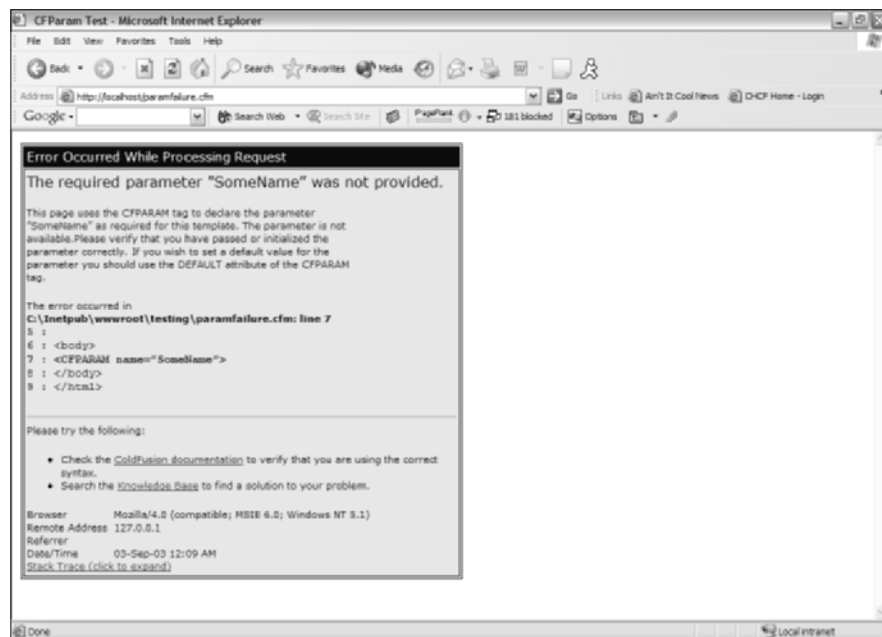 CFParam Test - Microsoft Internet Explorer
File Edit View Favorites Tools Help
Back Search Favorites Media
Address http://localhost/paramfailure.cfm Go Links Ain't It Cool News CHCF Home - Login
Google Search Web Search Site PageRank 181 blocked Options
Error Occurred While Processing Request
The required parameter "SomeName" was not provided.
This page uses the CFPARAM tag to declare the parameter
"SomeName" as required for this template. The parameter is not
available.Please verify that you have passed or initialized the
parameter correctly. If you wish to set a default value for the
parameter you should use the DEFAULT attribute of the CFPARAM
tag.
The error occurred in
C:\Inetpub\wwwroot\testing\paramfailure.cfm: line 7
5 :
6 : <body>
7 : <CFPARAM name="SomeName">
8 : </body>
9 : </html>
Please try the following:
• Check the ColdFusion documentation to verify that you are using the correct
syntax.
• Search the Knowledge Base to find a solution to your problem.
Browser Mozilla/4.0 (compatible; MSIE 6.0; Windows NT 5.1)
Remote Address 127.0.0.1
Referrer
Date/Time 03-Sep-03 12:09 AM
Stack Trace (click to expand)
Done Local intranet